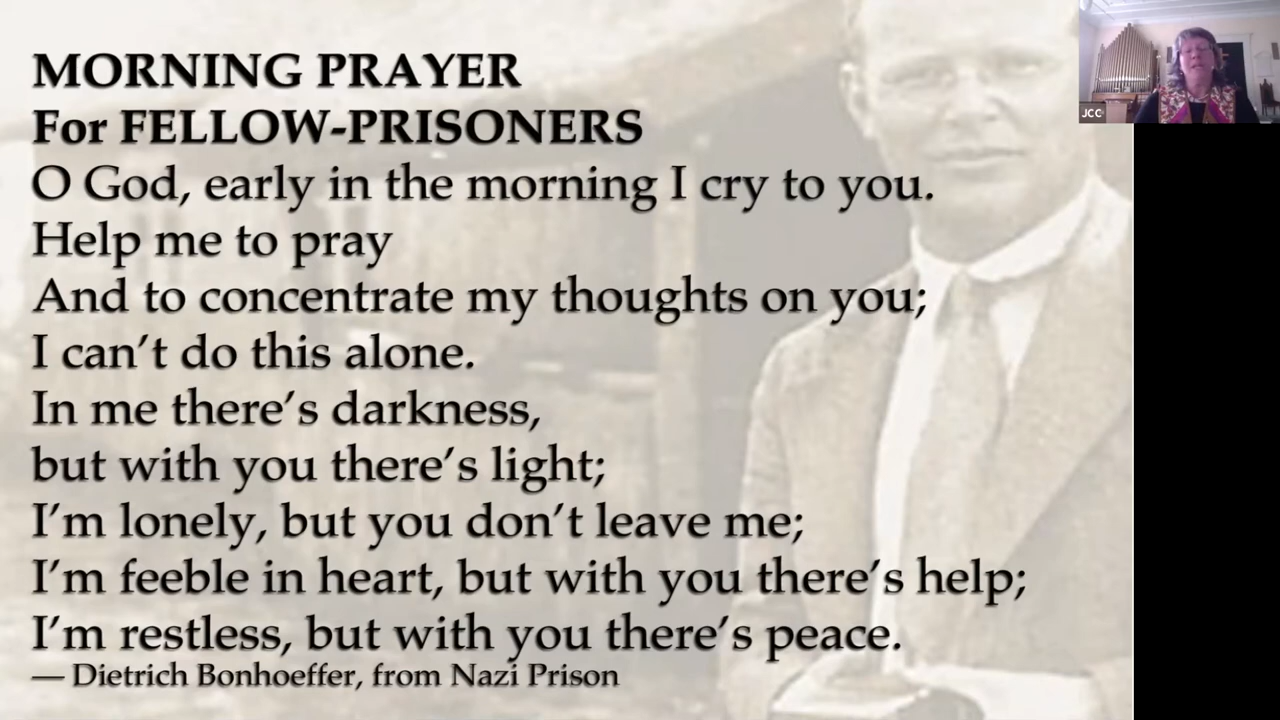 MORNING PRAYER
For FELLOW-PRISONERS
O God, early in the morning I cry to you.
Help me to pray
And to concentrate my thoughts on you;
I can’t do this alone.
In me there’s darkness,
but with you there’s light;
I’m lonely, but you don’t leave me;
I’m feeble in heart, but with you there’s help;
I’m restless, but with you there’s peace.
— Dietrich Bonhoeffer, from Nazi Prison
JCC